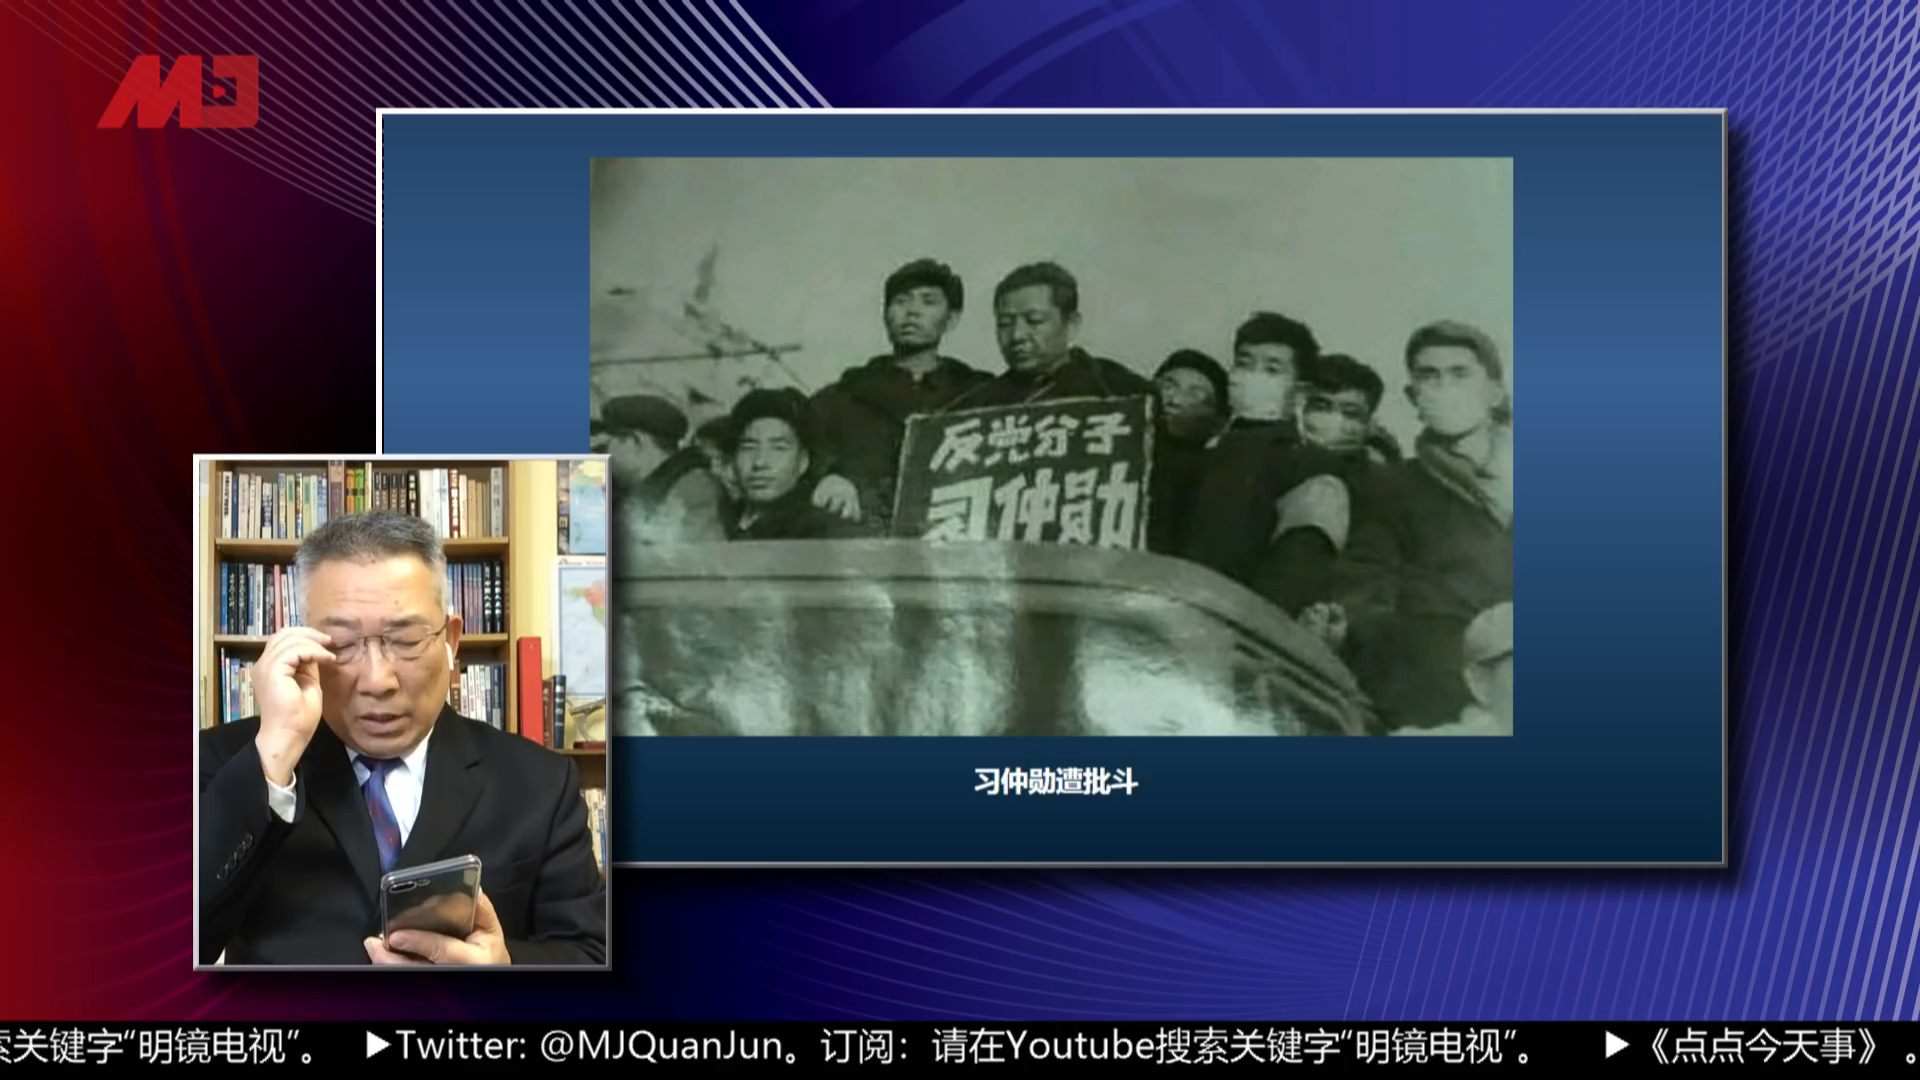 MJ
反党分子
习仲勋
习仲勋遭批斗
索关键字“明镜电视”。 ▶Twitter: @MJQuanJun。订阅：请在Youtube搜索关键字“明镜电视”。 ▶《点点今天事》。